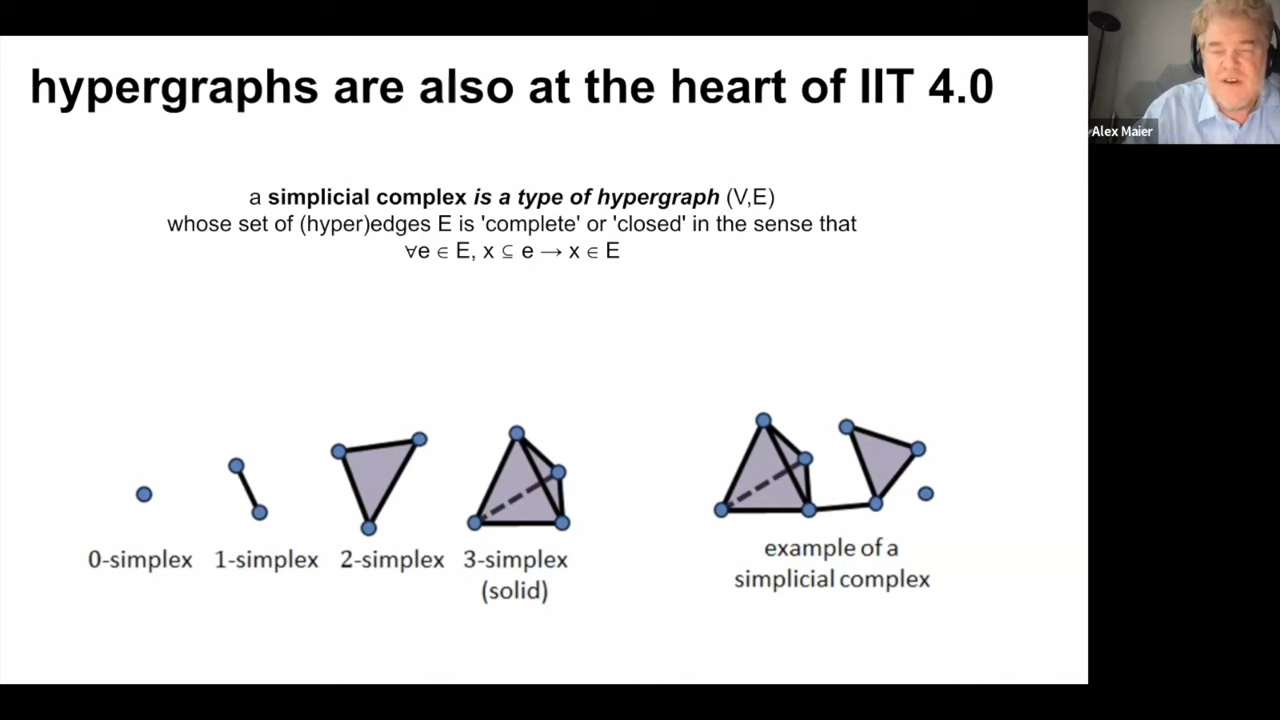 hypergraphs are also at the heart of IIT 4.0
Alex Maier
a simplicial complex is a type of hypergraph (V,E)
whose set of (hyper)edges E is 'complete' or 'closed' in the sense that
∀e ∈ E, x ⊆ e → x ∈ E
0-simplex 1-simplex 2-simplex 3-simplex
(solid)
example of a
simplicial complex